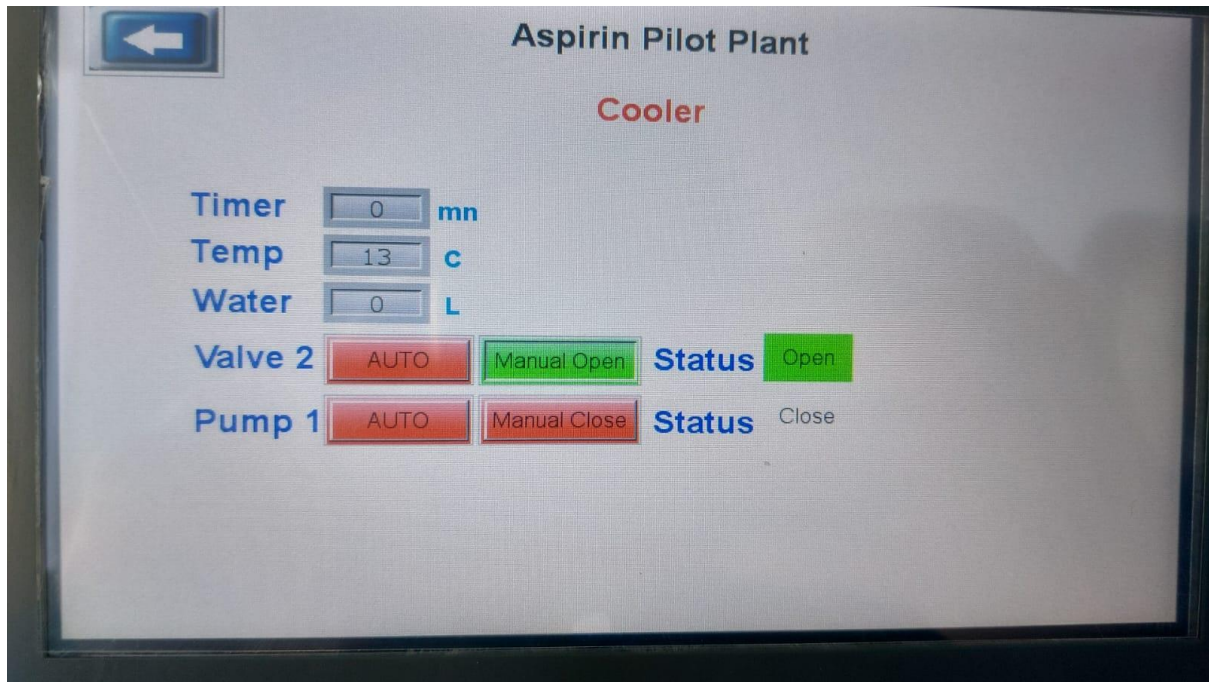 Aspirin Pilot Plant
Cooler
Timer 0 mn
Temp 13 C
Water 0 L
Valve 2 AUTO Manual Open Status Open
Pump 1 AUTO Manual Close Status Close